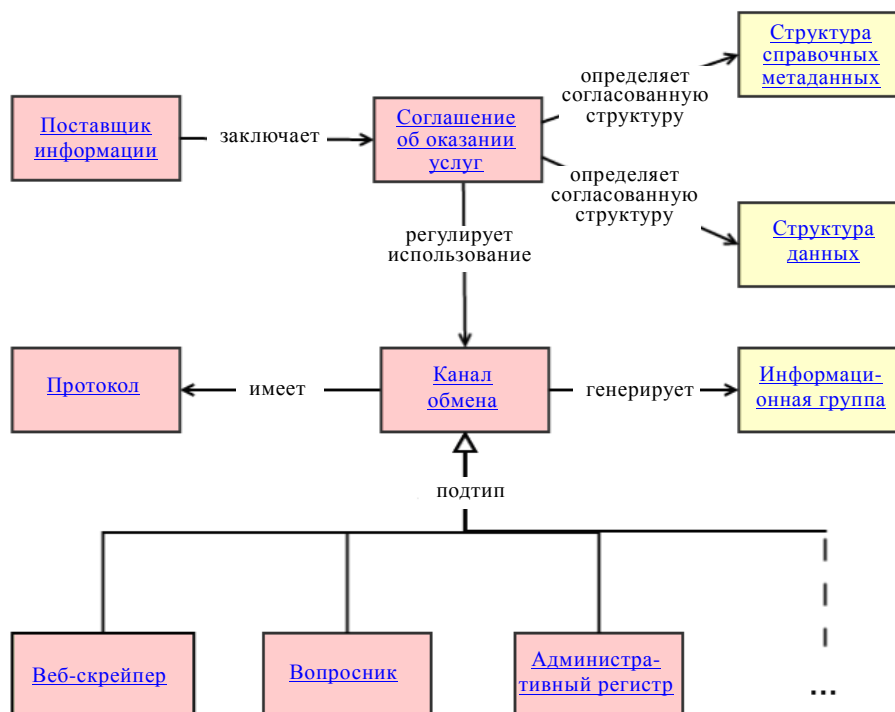 Структура
справочных
метаданных
определяет
согласованную
структуру
Поставщик
информации
заключает
Соглашение
об оказании
услуг
определяет
согласованную
структуру
регулирует
использование
Структура
данных
Протокол
имеет
Канал
обмена
генерирует
Информаци-
онная группа
подтип
Веб-скрейпер
Вопросник
Администра-
тивный регистр
...